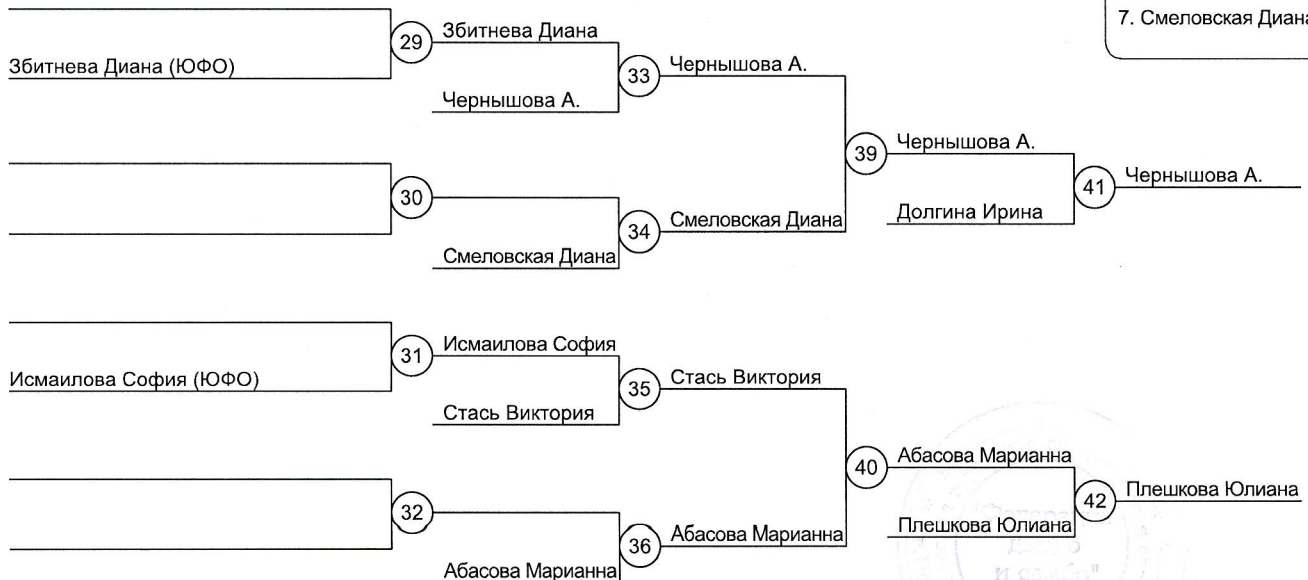 7. Смеловская Диана
29
Збитнева Диана
Збитнева Диана (ЮФО)
33
Чернышова А.
Чернышова А.
39
Чернышова А.
41
Чернышова А.
30
Долгина Ирина
34
Смеловская Диана
Смеловская Диана
31
Исмаилова София
Исмаилова София (ЮФО)
35
Стась Виктория
Стась Виктория
40
Абасова Марианна
42
Плешкова Юлиана
32
Плешкова Юлиана
36
Абасова Марианна
Абасова Марианна
и самбо"